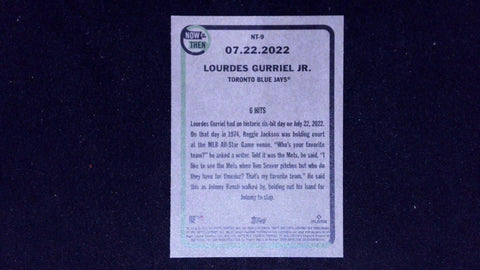 NOW & THEN
NT-9
07.22.2022
LOURDES GURRIEL JR.
TORONTO BLUE JAYS®
6 HITS
Lourdes Gurriel had an historic six-hit day on July 22, 2022.
On that day in 1974, Reggie Jackson was holding court
at the MLB All-Star Game venue. "Who's your favorite
team?" he asked a writer. Told it was the Mets, he said, "I
like to see the Mets when Tom Seaver pitches but who do
they have for thunder? That's my favorite team." He said
this as Johnny Bench walked by, holding out his hand for
Johnny to slap.
topps